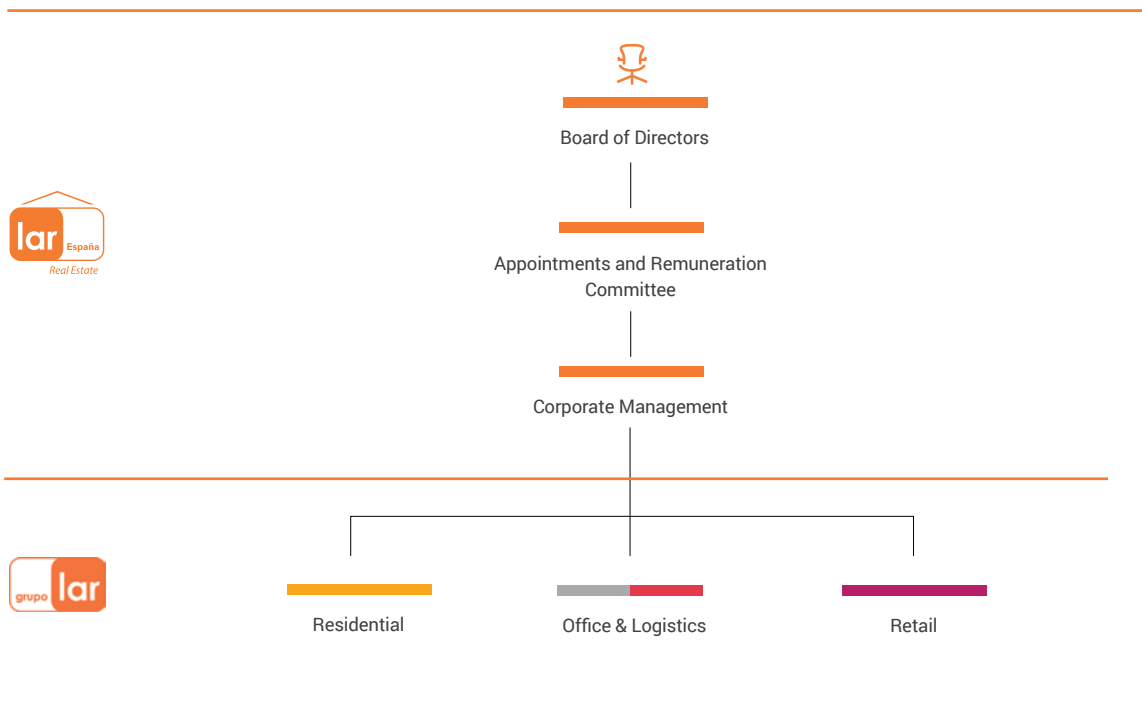 Board of Directors
lar
España
Real Estate
Appointments and Remuneration
Committee
Corporate Management
grupo lar
Residential
Office & Logistics
Retail